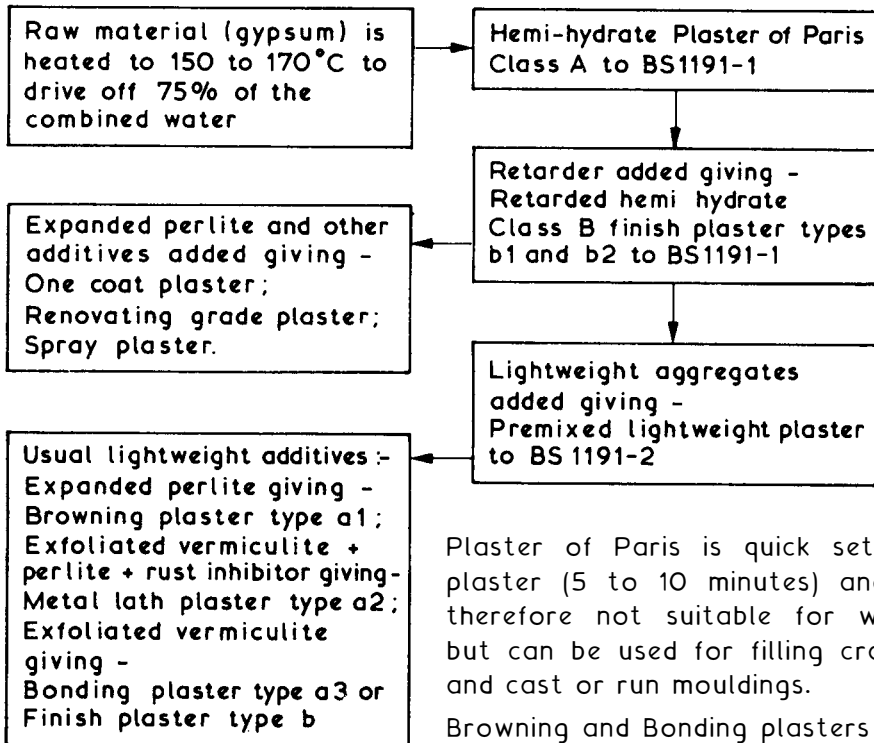 Raw material (gypsum) is
heated to 150 to 170°C to
drive off 75% of the
combined water
Hemi-hydrate Plaster of Paris
Class A to BS1191-1
Retarder added giving -
Retarded hemi hydrate
Class B finish plaster types
b1 and b2 to BS1191-1
Expanded perlite and other
additives added giving -
One coat plaster;
Renovating grade plaster;
Spray plaster.
Lightweight aggregates
added giving -
Premixed lightweight plaster
to BS 1191-2
Usual lightweight additives :-
Expanded perlite giving -
Browning plaster type a1;
Exfoliated vermiculite +
perlite + rust inhibitor giving-
Metal lath plaster type a2;
Exfoliated vermiculite
giving -
Bonding plaster type a3 or
Finish plaster type b
Plaster of Paris is quick set
plaster (5 to 10 minutes)
therefore not suitable for
but can be used for filling
and cast or run mouldings.
Browning and Bonding plasters